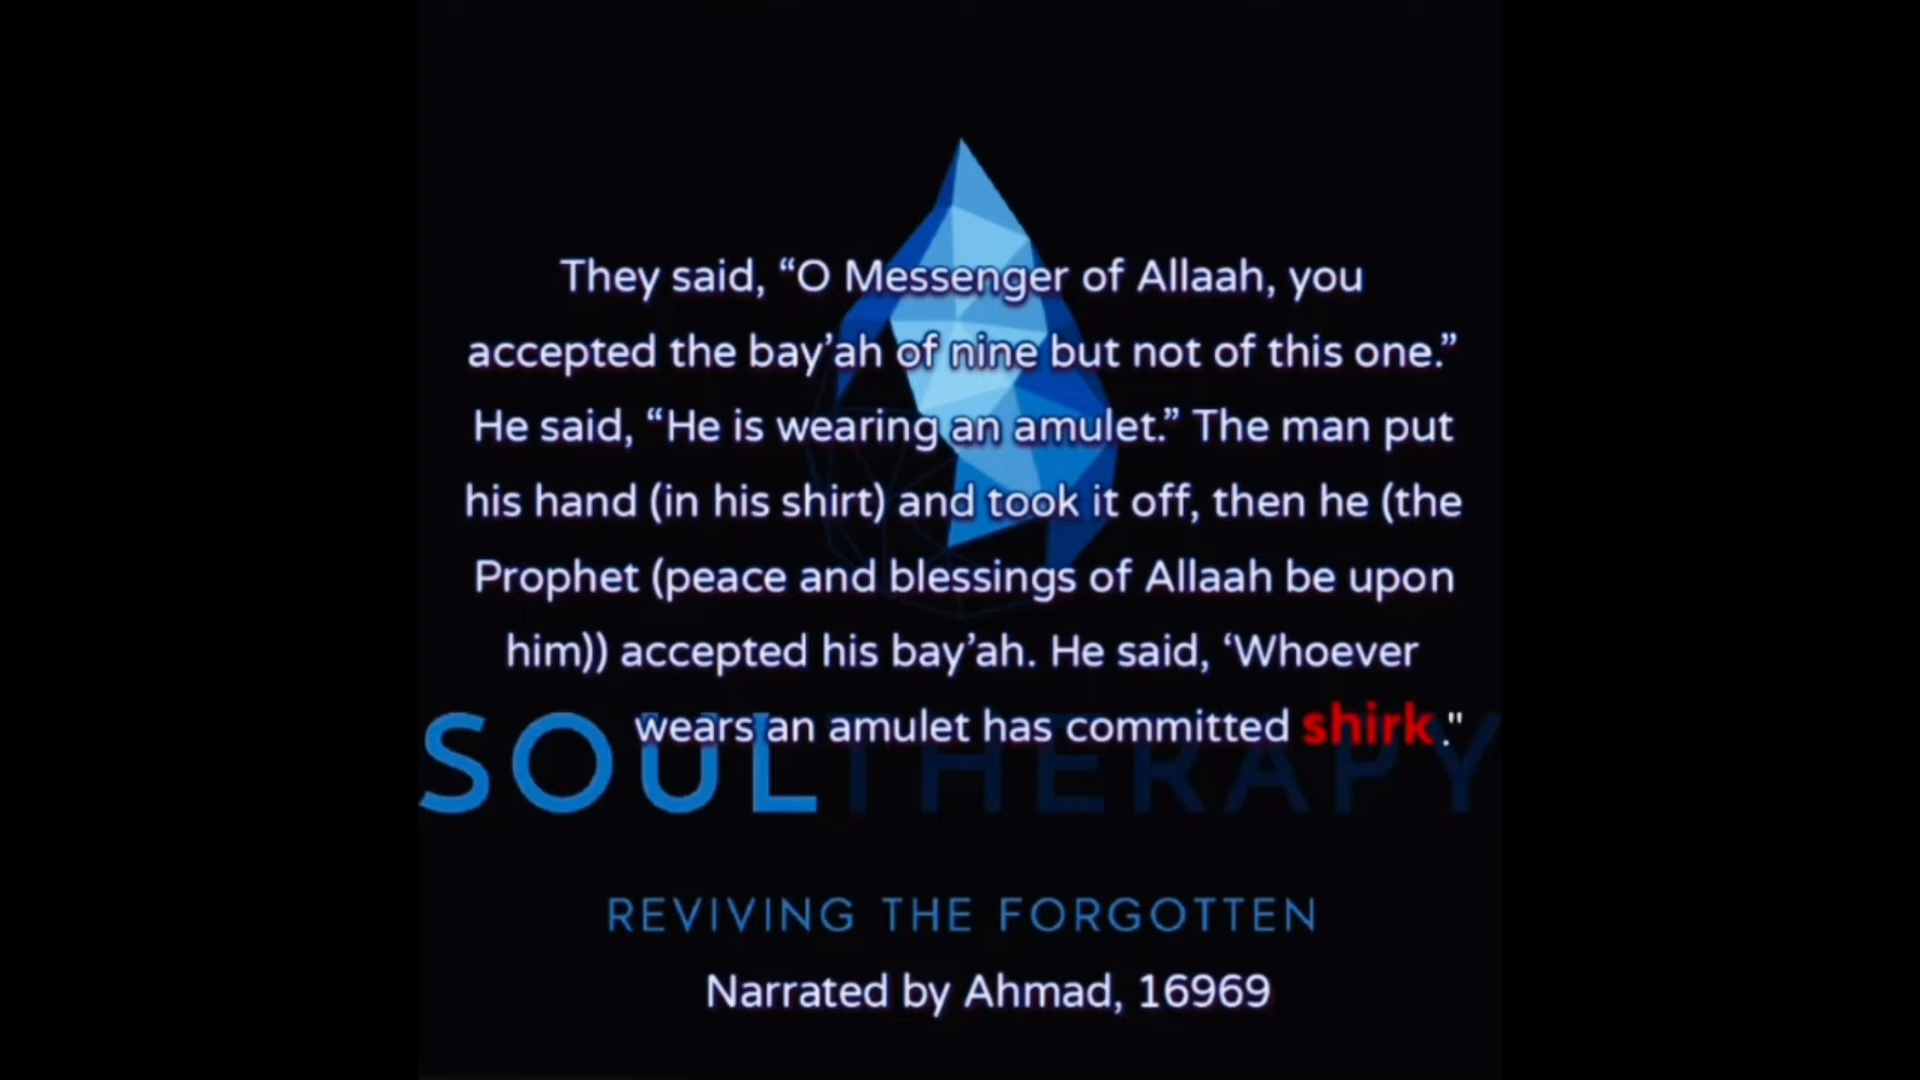 They said, “O Messenger of Allaah, you
accepted the bay’ah of nine but not of this one.”
He said, “He is wearing an amulet.” The man put
his hand (in his shirt) and took it off, then he (the
Prophet (peace and blessings of Allaah be upon
him)) accepted his bay’ah. He said, ‘Whoever
wears an amulet has committed shirk ."
SOULTHERAPY
REVIVING THE FORGOTTEN
Narrated by Ahmad, 16969